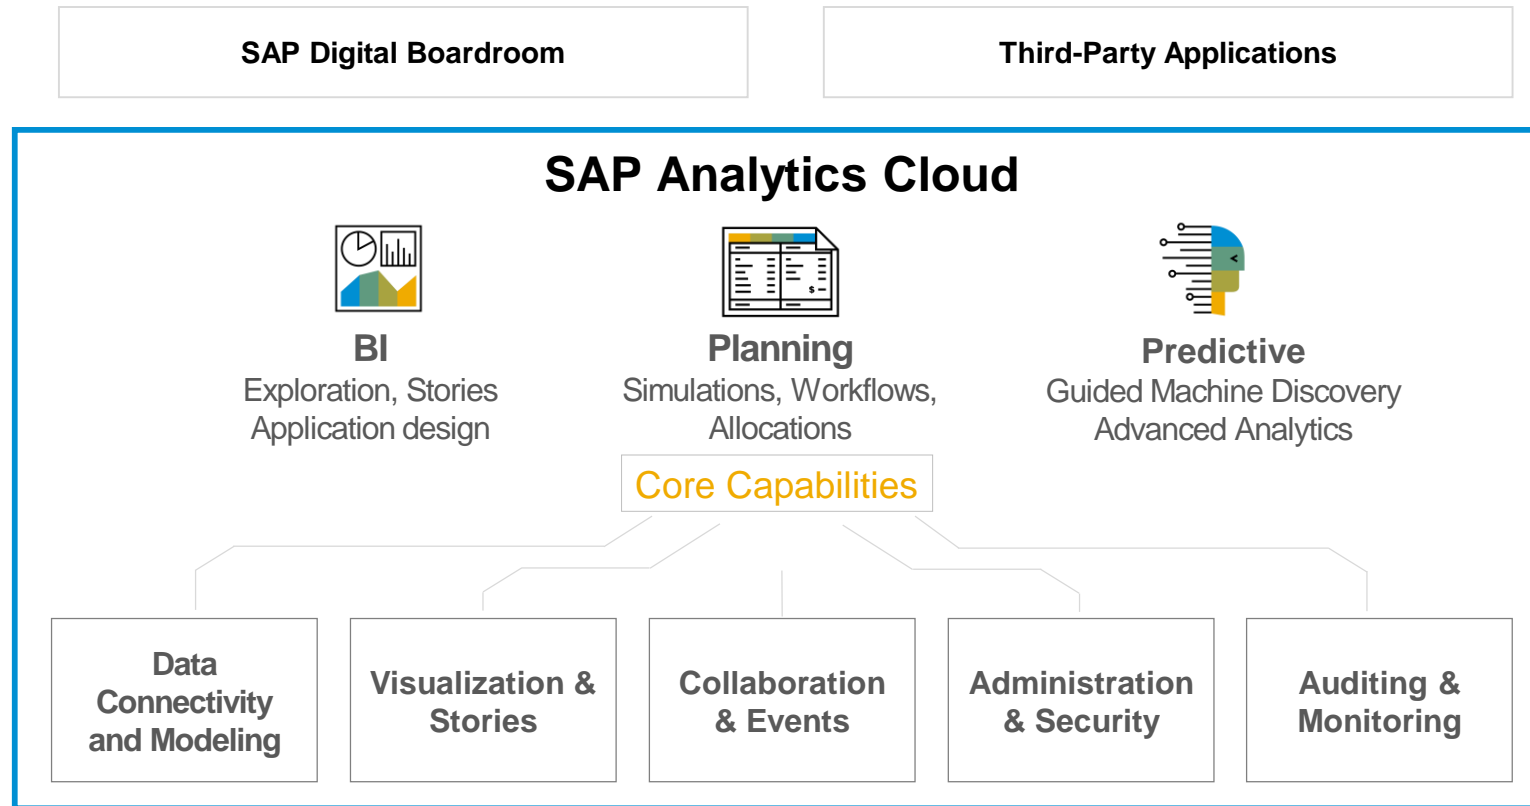 SAP Digital Boardroom
Third-Party Applications
SAP Analytics Cloud
$
BI
Exploration, Stories
Application design
Planning
Simulations, Workflows,
Allocations
Predictive
Guided Machine Discovery
Advanced Analytics
Core Capabilities
Data
Connectivity
and Modeling
Visualization &
Stories
Collaboration
& Events
Administration
& Security
Auditing &
Monitoring